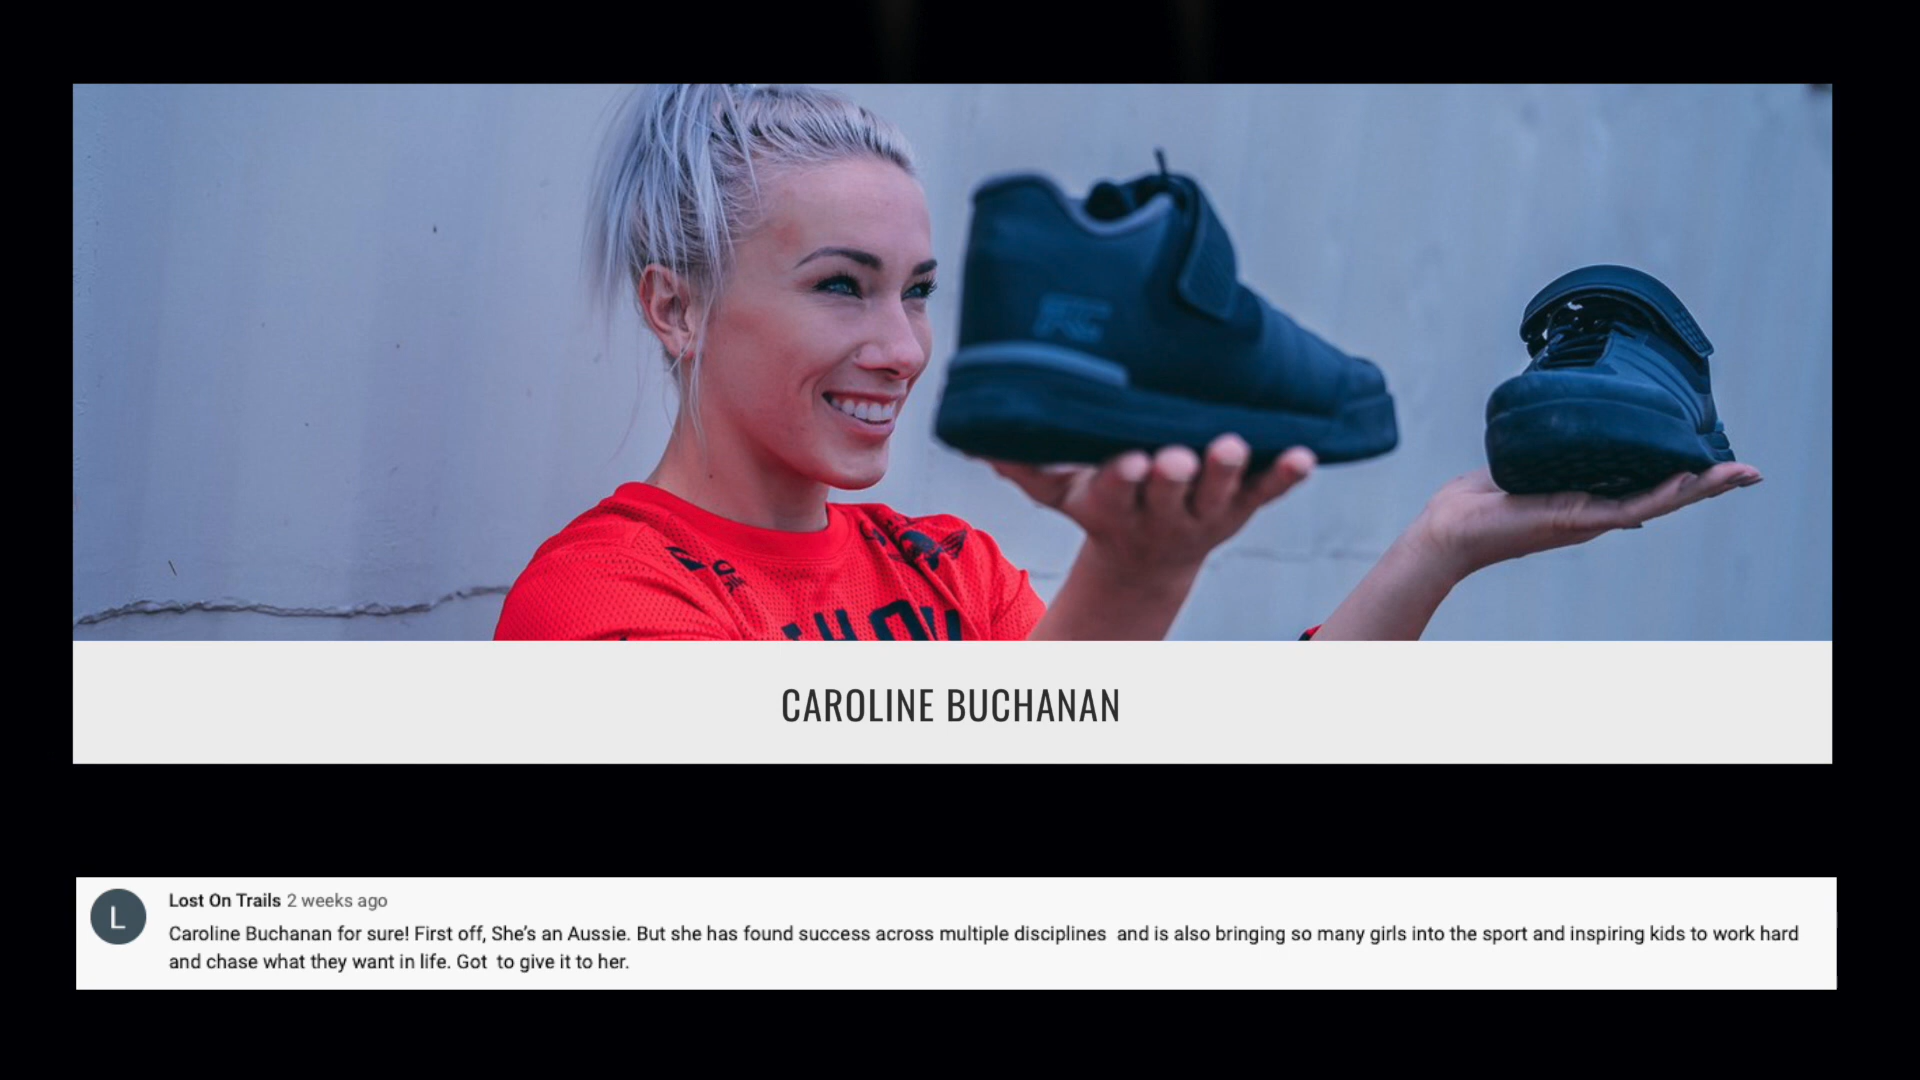 CAROLINE BUCHANAN
L
Lost On Trails 2 weeks ago
Caroline Buchanan for sure! First off, She’s an Aussie. But she has found success across multiple disciplines  and is also bringing so many girls into the sport and inspiring kids to work hard
and chase what they want in life. Got  to give it to her.